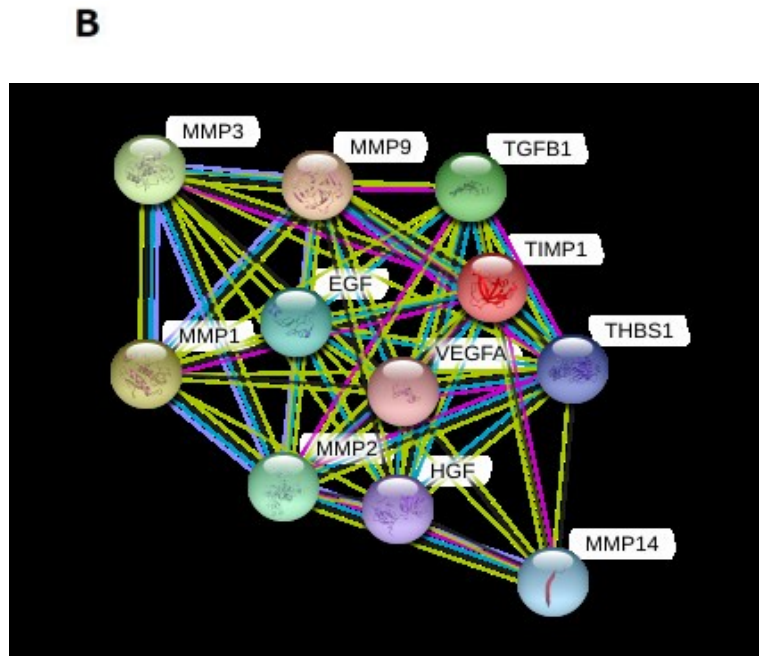 B
MMP3
MMP9
TGFB1
TIMP1
EGF
THBS1
MMP1
VEGFA
MMP2
HGF
MMP14